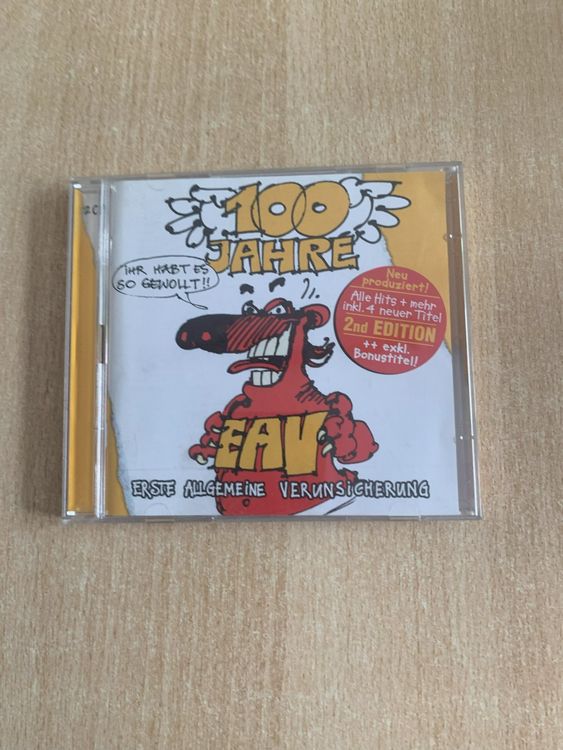 2CD
100
JAHRE
IHR HABT ES
SO GEWOLLT!!
Neu
produziert!
Alle Hits + mehr
inkl. 4 neuer Titel
2nd EDITION
++ exkl.
Bonustitel!
EAV
ERSTE ALLGEMEINE VERUNSICHERUNG